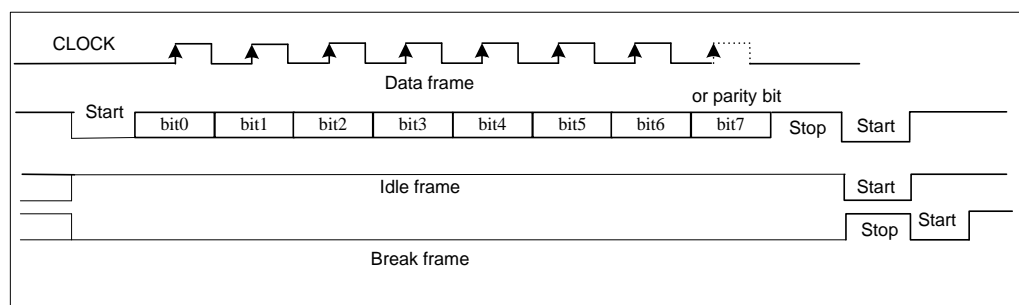 CLOCK
Data frame
or parity bit
Start bit0 bit1 bit2 bit3 bit4 bit5 bit6 bit7 Stop Start
Idle frame Start
Stop Start
Break frame